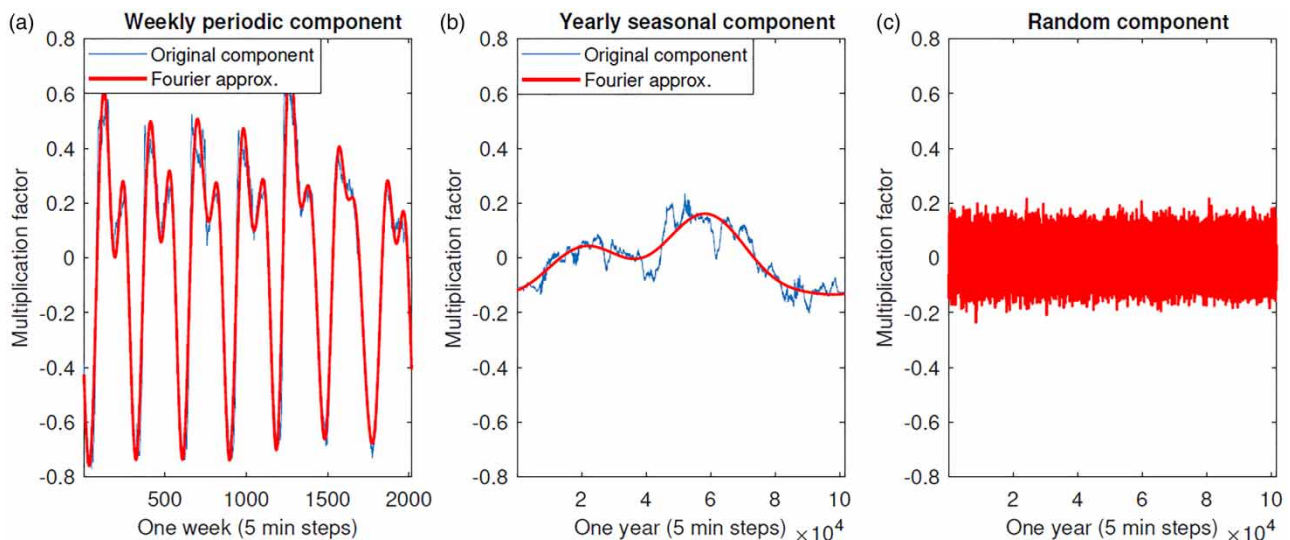 (a)
Weekly periodic component
Original component
Fourier approx.
Multiplication factor
0.8
0.6
0.4
0.2
0
-0.2
-0.4
-0.6
-0.8
500
1000
1500
2000
One week (5 min steps)
(b)
Yearly seasonal component
Original component
Fourier approx.
Multiplication factor
0.8
0.6
0.4
0.2
0
-0.2
-0.4
-0.6
-0.8
2
4
6
8
10
One year (5 min steps)
×10⁴
(c)
Random component
Multiplication factor
0.8
0.6
0.4
0.2
0
-0.2
-0.4
-0.6
-0.8
2
4
6
8
10
One year (5 min steps)
×10⁴